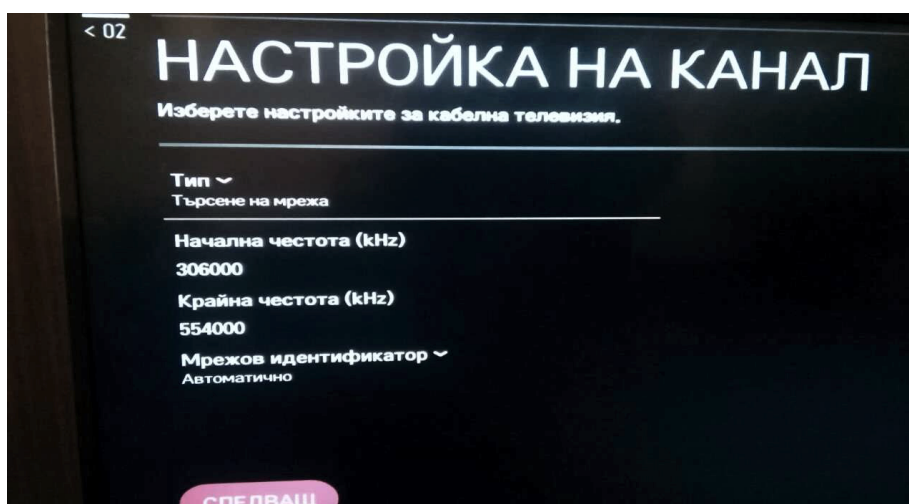 < 02
НАСТРОЙКА НА КАНАЛ
Изберете настройките за кабелна телевизия.
Тип
Търсене на мрежа
Начална честота (kHz)
306000
Крайна честота (kHz)
554000
Мрежов идентификатор
Автоматично
СЛЕДВАЩ